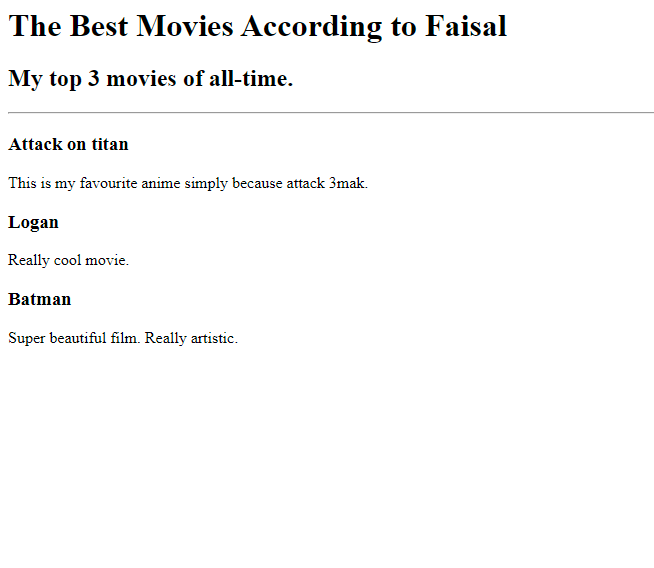 The Best Movies According to Faisal
My top 3 movies of all-time.
Attack on titan
This is my favourite anime simply because attack 3mak.
Logan
Really cool movie.
Batman
Super beautiful film. Really artistic.